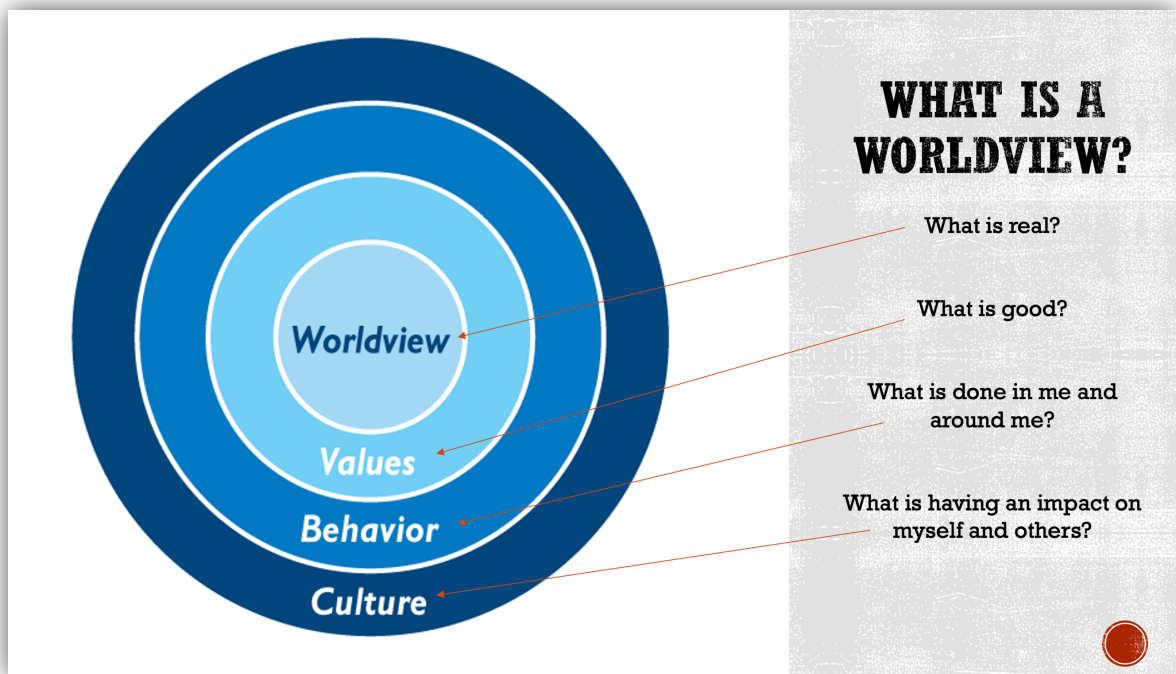 WHAT IS A
WORLDVIEW?
What is real?
What is good?
What is done in me and
around me?
What is having an impact on
myself and others?
Worldview
Values
Behavior
Culture